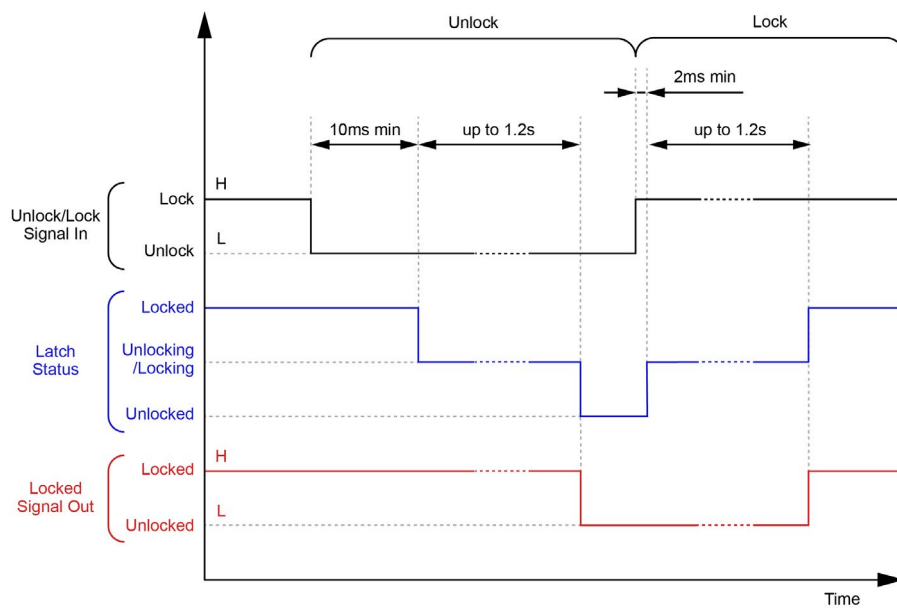 Unlock
Lock
2ms min
10ms min
up to 1.2s
up to 1.2s
H
Lock
Unlock/Lock
Signal In
L
Unlock
Locked
Latch
Status
Unlocking
/Locking
Unlocked
H
Locked
Locked
Signal Out
L
Unlocked
Time